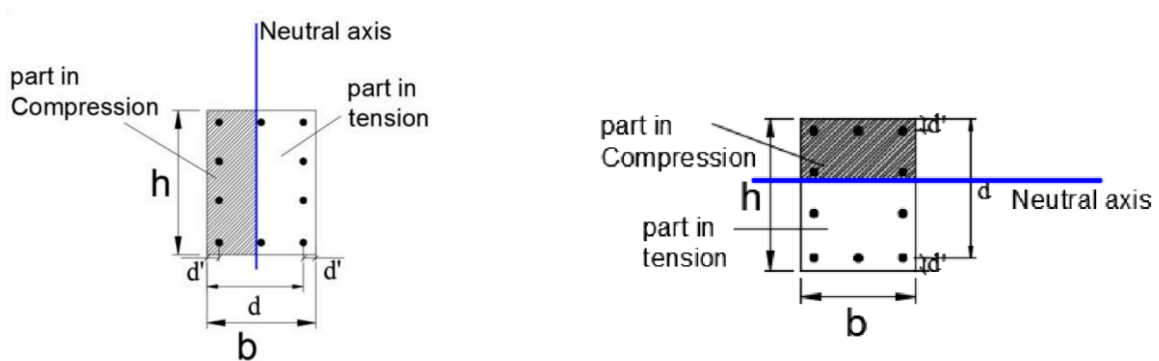 Neutral axis
part in
Compression
part in
tension
h
d'
d'
d
b
part in
Compression
d'
h
d
Neutral axis
part in
tension
d'
b